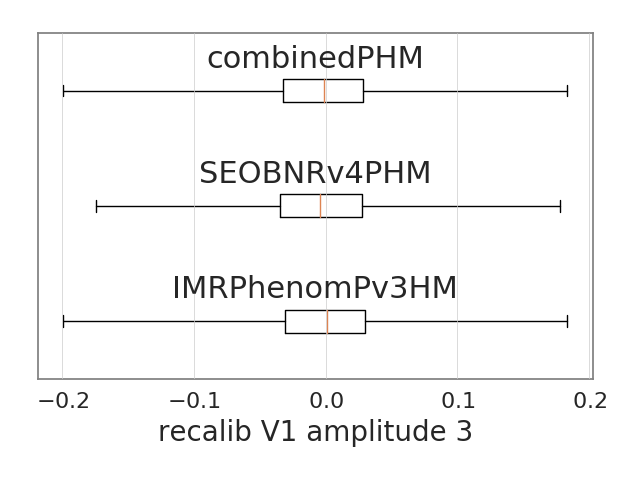 combinedPHM
SEOBNRv4PHM
IMRPhenomPv3HM
−0.2 −0.1 0.0 0.1 0.2
recalib V1 amplitude 3